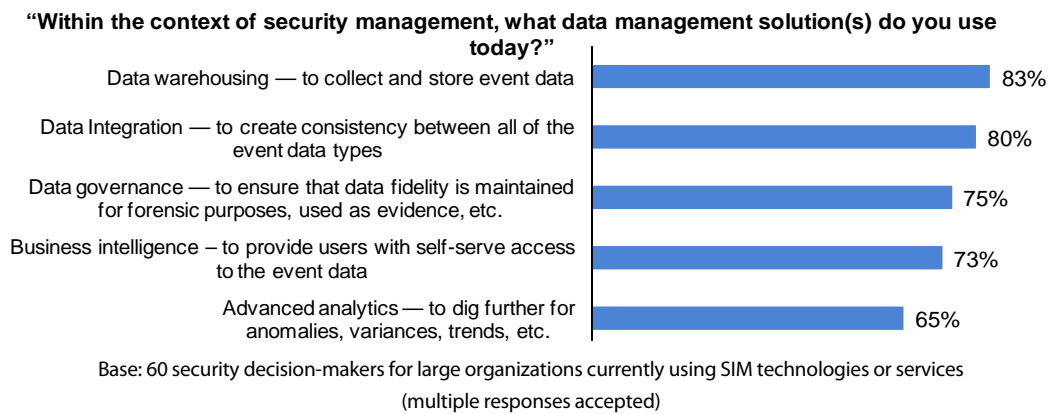 “Within the context of security management, what data management solution(s) do you use
today?”
Data warehousing — to collect and store event data
83%
Data Integration — to create consistency between all of the
event data types
80%
Data governance — to ensure that data fidelity is maintained
for forensic purposes, used as evidence, etc.
75%
Business intelligence – to provide users with self-serve access
to the event data
73%
Advanced analytics — to dig further for
anomalies, variances, trends, etc.
65%
Base: 60 security decision-makers for large organizations currently using SIM technologies or services
(multiple responses accepted)